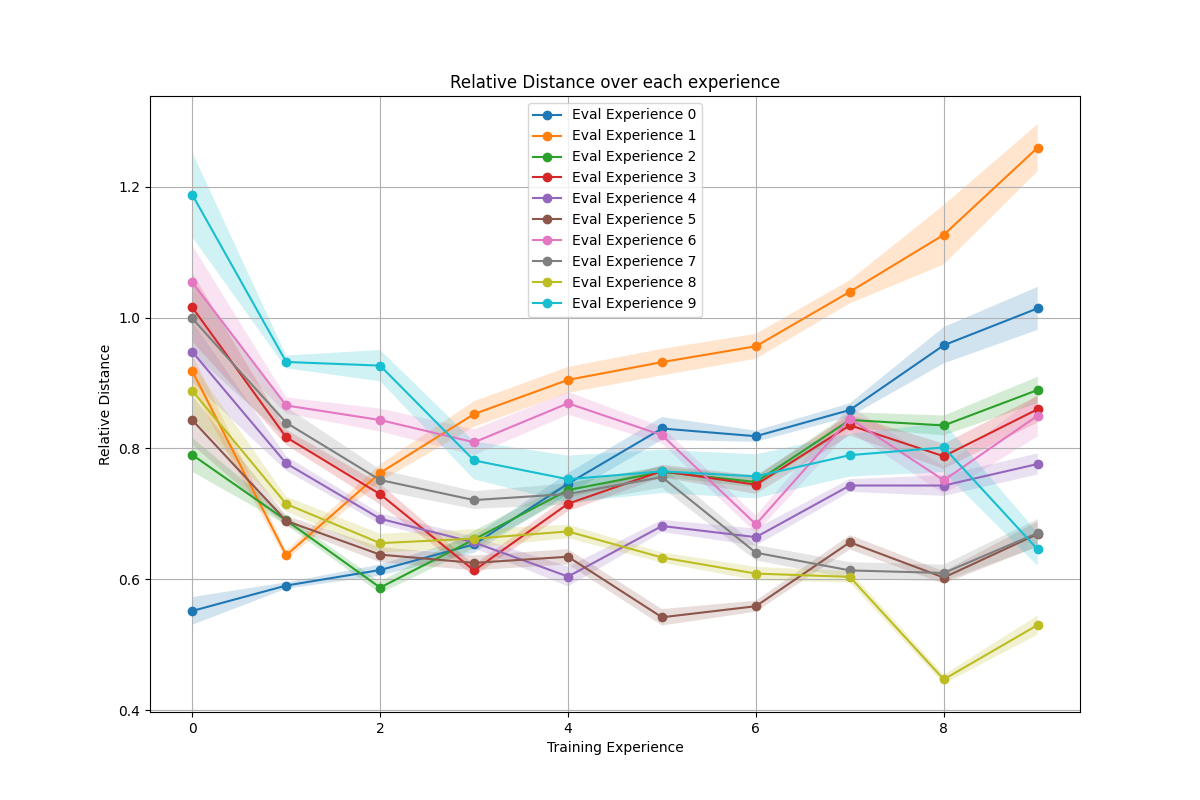 Relative Distance over each experience
Eval Experience 0
Eval Experience 1
Eval Experience 2
Eval Experience 3
Eval Experience 4
Eval Experience 5
Eval Experience 6
Eval Experience 7
Eval Experience 8
Eval Experience 9
1.2
1.0
0.8
0.6
0.4
Relative Distance
0 2 4 6 8
Training Experience